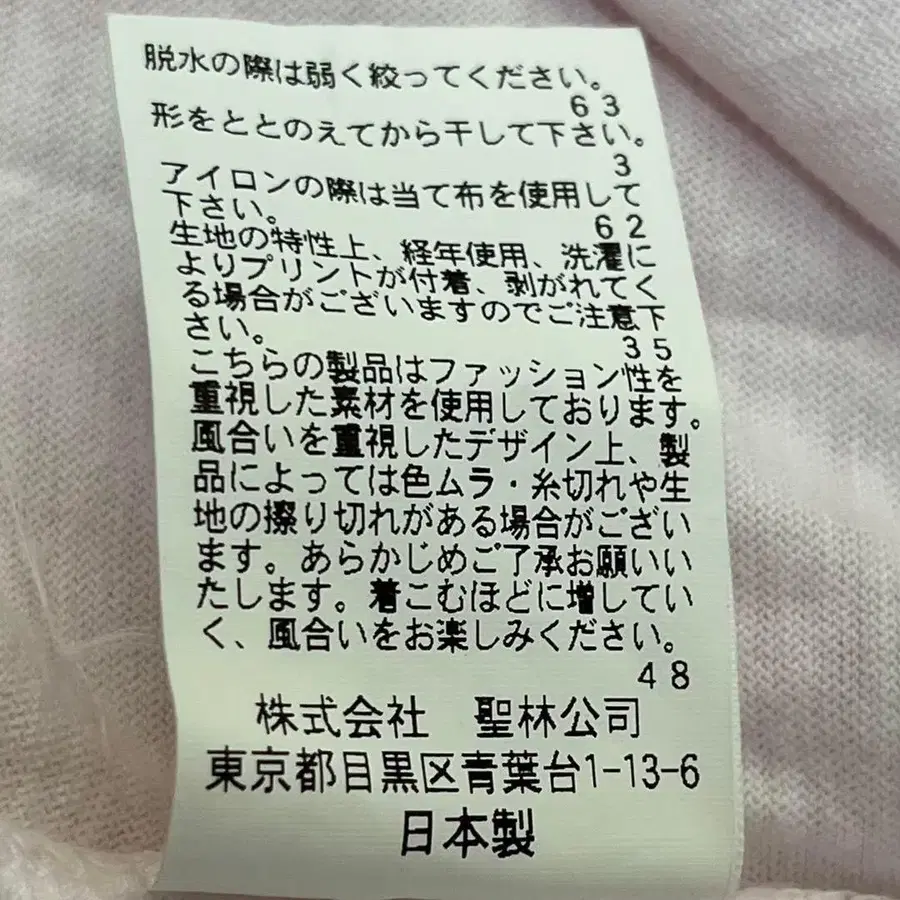 脱水の際は弱く絞ってください。
63
形をととのえてから干して下さい。
3
アイロンの際は当て布を使用して
下さい。
62
生地の特性上、経年使用、洗濯に
よりプリントが付着、剥がれてく
る場合がございますのでご注意下
さい。
35
こちらの製品はファッション性を
重視した素材を使用しております。
風合いを重視したデザイン上、製
品によっては色ムラ・糸切れや生
地の擦り切れがある場合がござい
ます。あらかじめご了承お願いい
たします。着こむほどに増してい
く、風合いをお楽しみください。
48
株式会社 聖林公司
東京都目黒区青葉台1-13-6
日本製